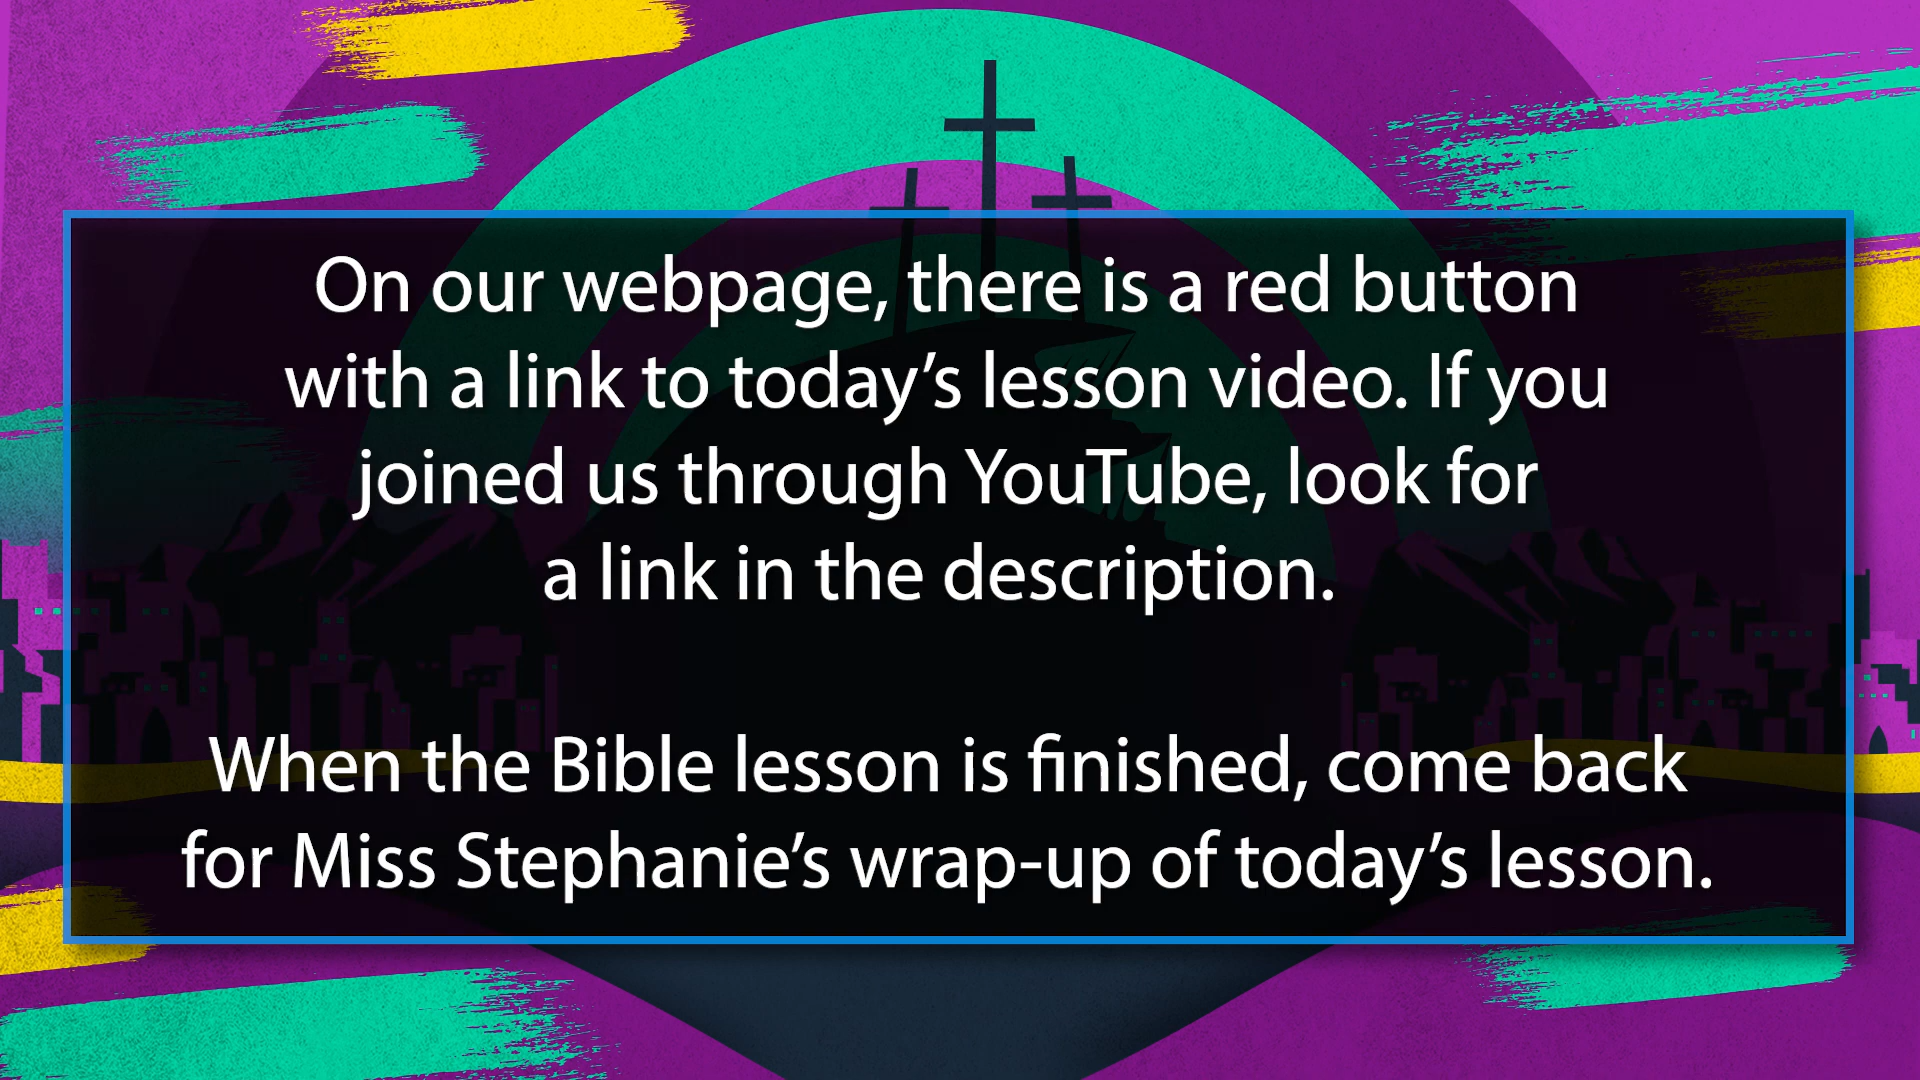 On our webpage, there is a red button
with a link to today’s lesson video. If you
joined us through YouTube, look for
a link in the description.
When the Bible lesson is finished, come back
for Miss Stephanie’s wrap-up of today’s lesson.